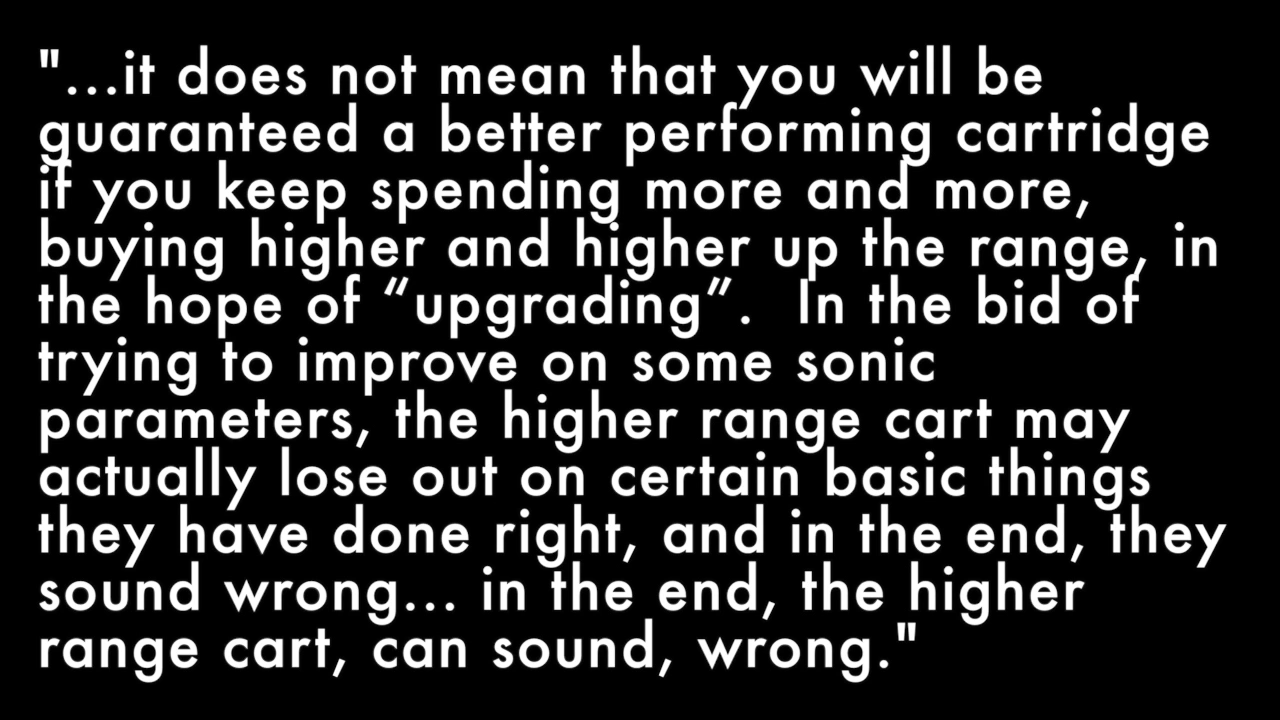 "...it does not mean that you will be
guaranteed a better performing cartridge
if you keep spending more and more,
buying higher and higher up the range, in
the hope of “upgrading”.  In the bid of
trying to improve on some sonic
parameters, the higher range cart may
actually lose out on certain basic things
they have done right, and in the end, they
sound wrong... in the end, the higher
range cart, can sound, wrong."